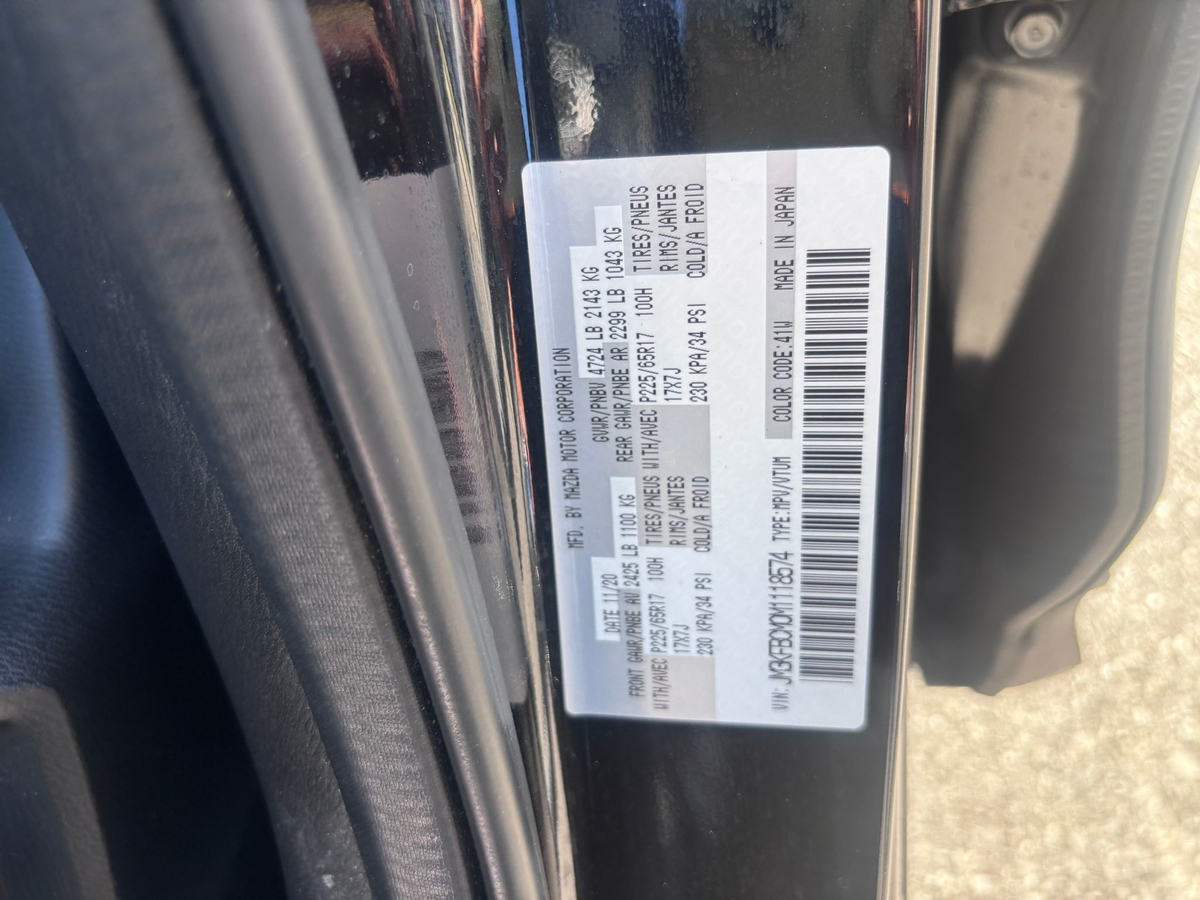 MFD. BY MAZDA MOTOR CORPORATION
DATE 11/20 GVWR/PNBV 4724 LB 2143 KG
FRONT GAWR/PNBE AV 2425 LB 1100 KG REAR GAWR/PNBE AR 2299 LB 1043 KG
WITH/AVEC P225/65R17 100H TIRES/PNEUS WITH/AVEC P225/65R17 100H TIRES/PNEUS
17X7J RIMS/JANTES 17X7J RIMS/JANTES
230 KPA/34 PSI COLD/A FROID 230 KPA/34 PSI COLD/A FROID
VIN: JM3KFBCM0M1118574 TYPE:MPV/VTUM COLOR CODE:41W MADE IN JAPAN